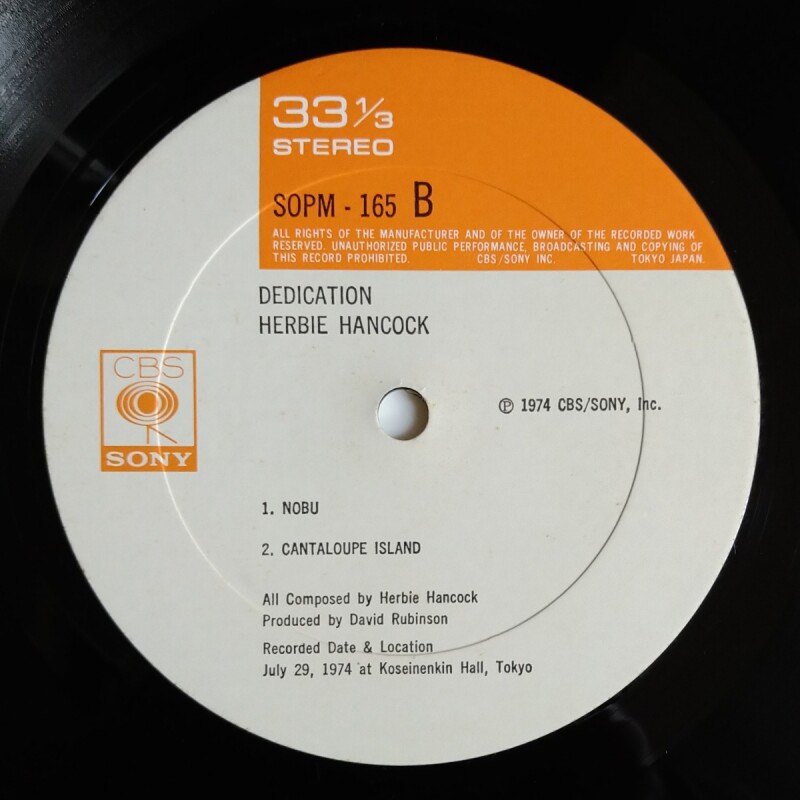 33 1/3
STEREO
SOPM - 165 B
ALL RIGHTS OF THE MANUFACTURER AND OF THE OWNER OF THE RECORDED WORK
RESERVED. UNAUTHORIZED PUBLIC PERFORMANCE, BROADCASTING AND COPYING OF
THIS RECORD PROHIBITED. CBS/SONY INC. TOKYO JAPAN.
DEDICATION
HERBIE HANCOCK
CBS
SONY
℗ 1974 CBS/SONY, Inc.
1. NOBU
2. CANTALOUPE ISLAND
All Composed by Herbie Hancock
Produced by David Rubinson
Recorded Date & Location
July 29, 1974 at Koseinenkin Hall, Tokyo